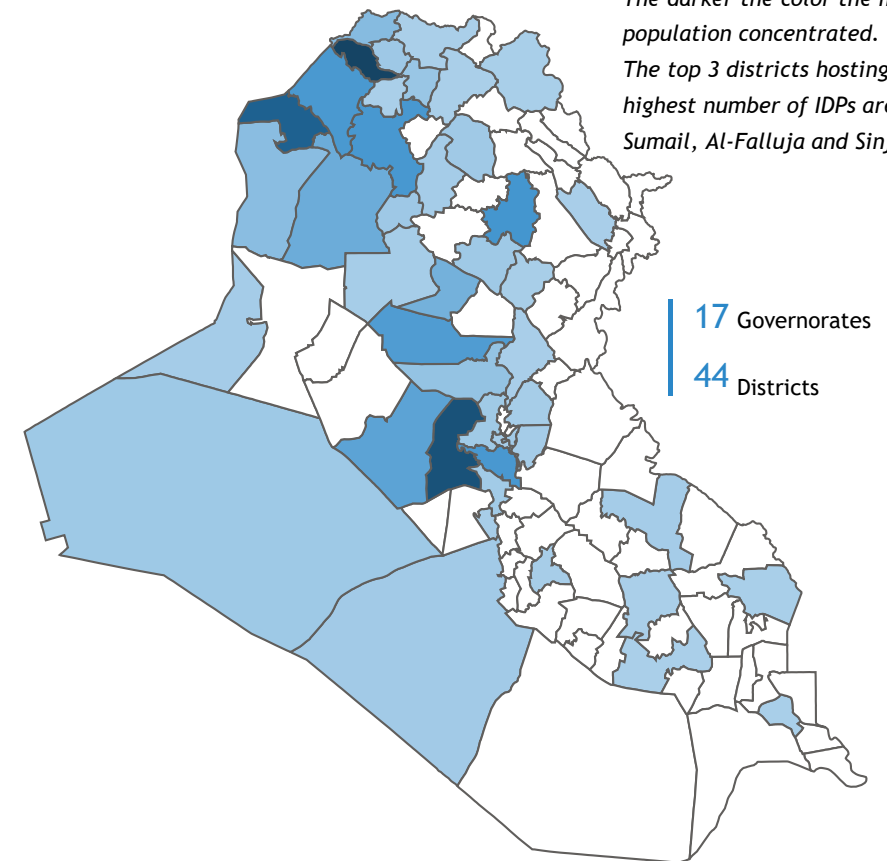 The darker the color the
population concentrated.
The top 3 districts hosting
highest number of IDPs are
Sumail, Al-Falluja and
17 Governorates
44 Districts